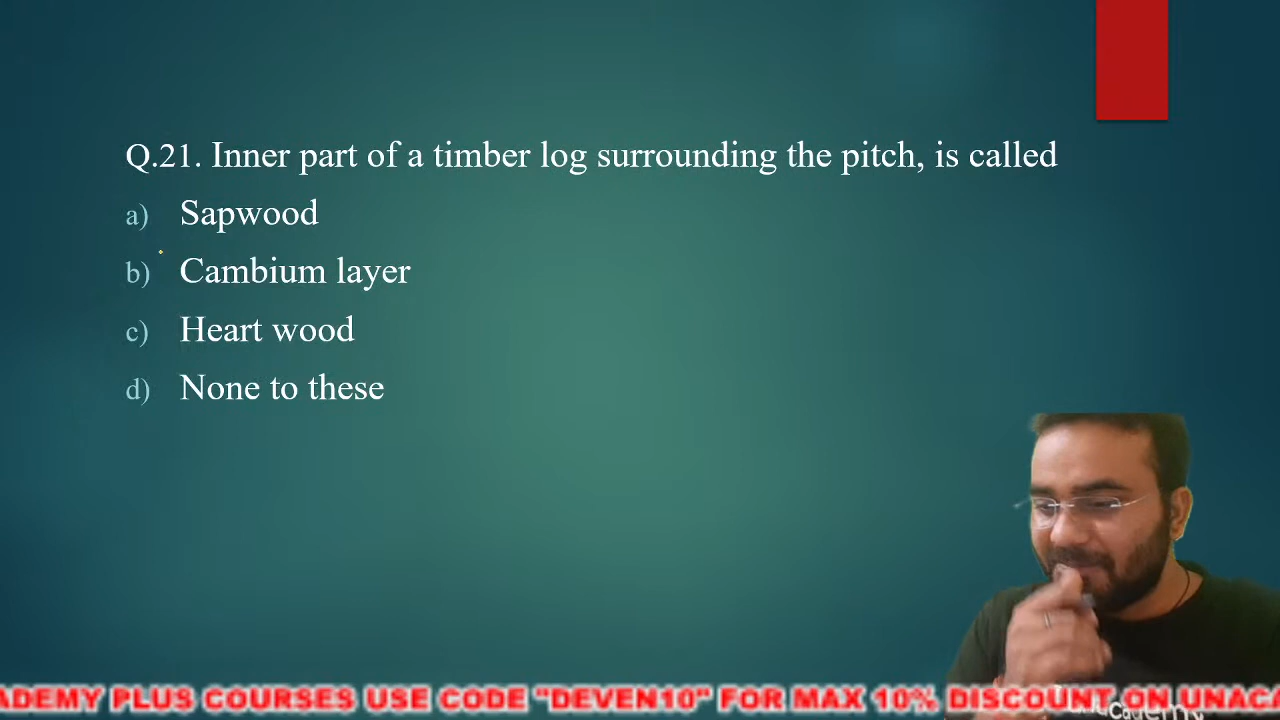 Q.21. Inner part of a timber log surrounding the pitch, is called
a) Sapwood
b) Cambium layer
c) Heart wood
d) None to these
ADEMY PLUS COURSES USE CODE "DEVEN10" FOR MAX 10% DISCOUNT ON UNAC